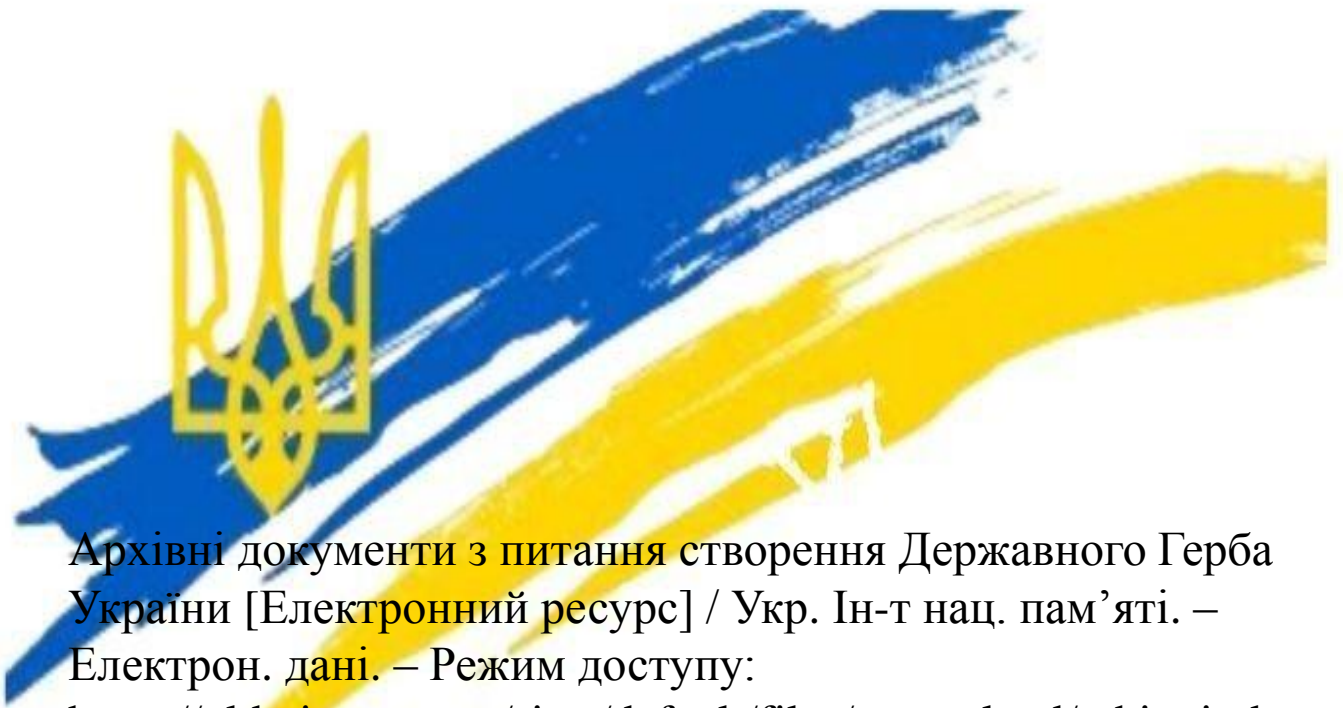 Архівні документи з питання створення Державного Герба
України [Електронний ресурс] / Укр. Ін-т нац. пам’яті. –
Електрон. дані. – Режим доступу: